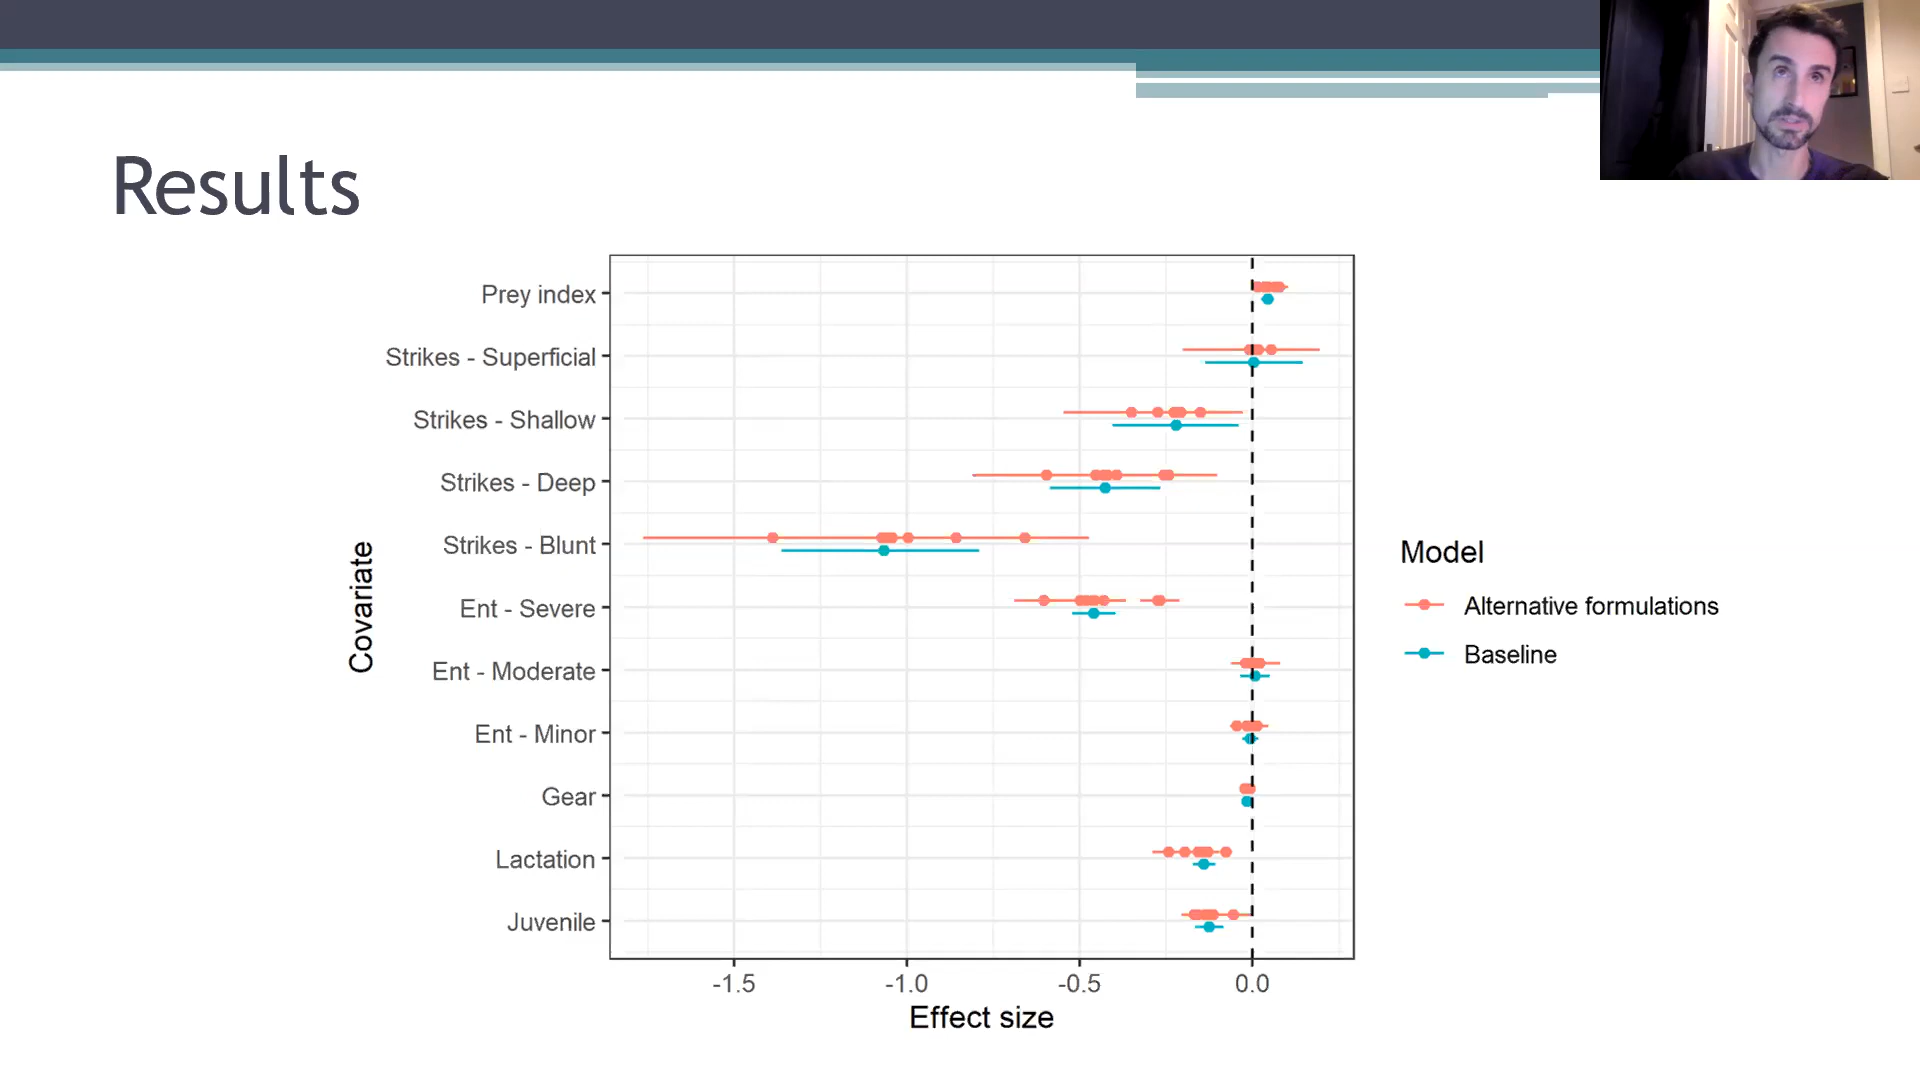 Results
Prey index
Strikes - Superficial
Strikes - Shallow
Strikes - Deep
Strikes - Blunt
Ent - Severe
Ent - Moderate
Ent - Minor
Gear
Lactation
Juvenile
Covariate
-1.5 -1.0 -0.5 0.0
Effect size
Model
Alternative formulations
Baseline